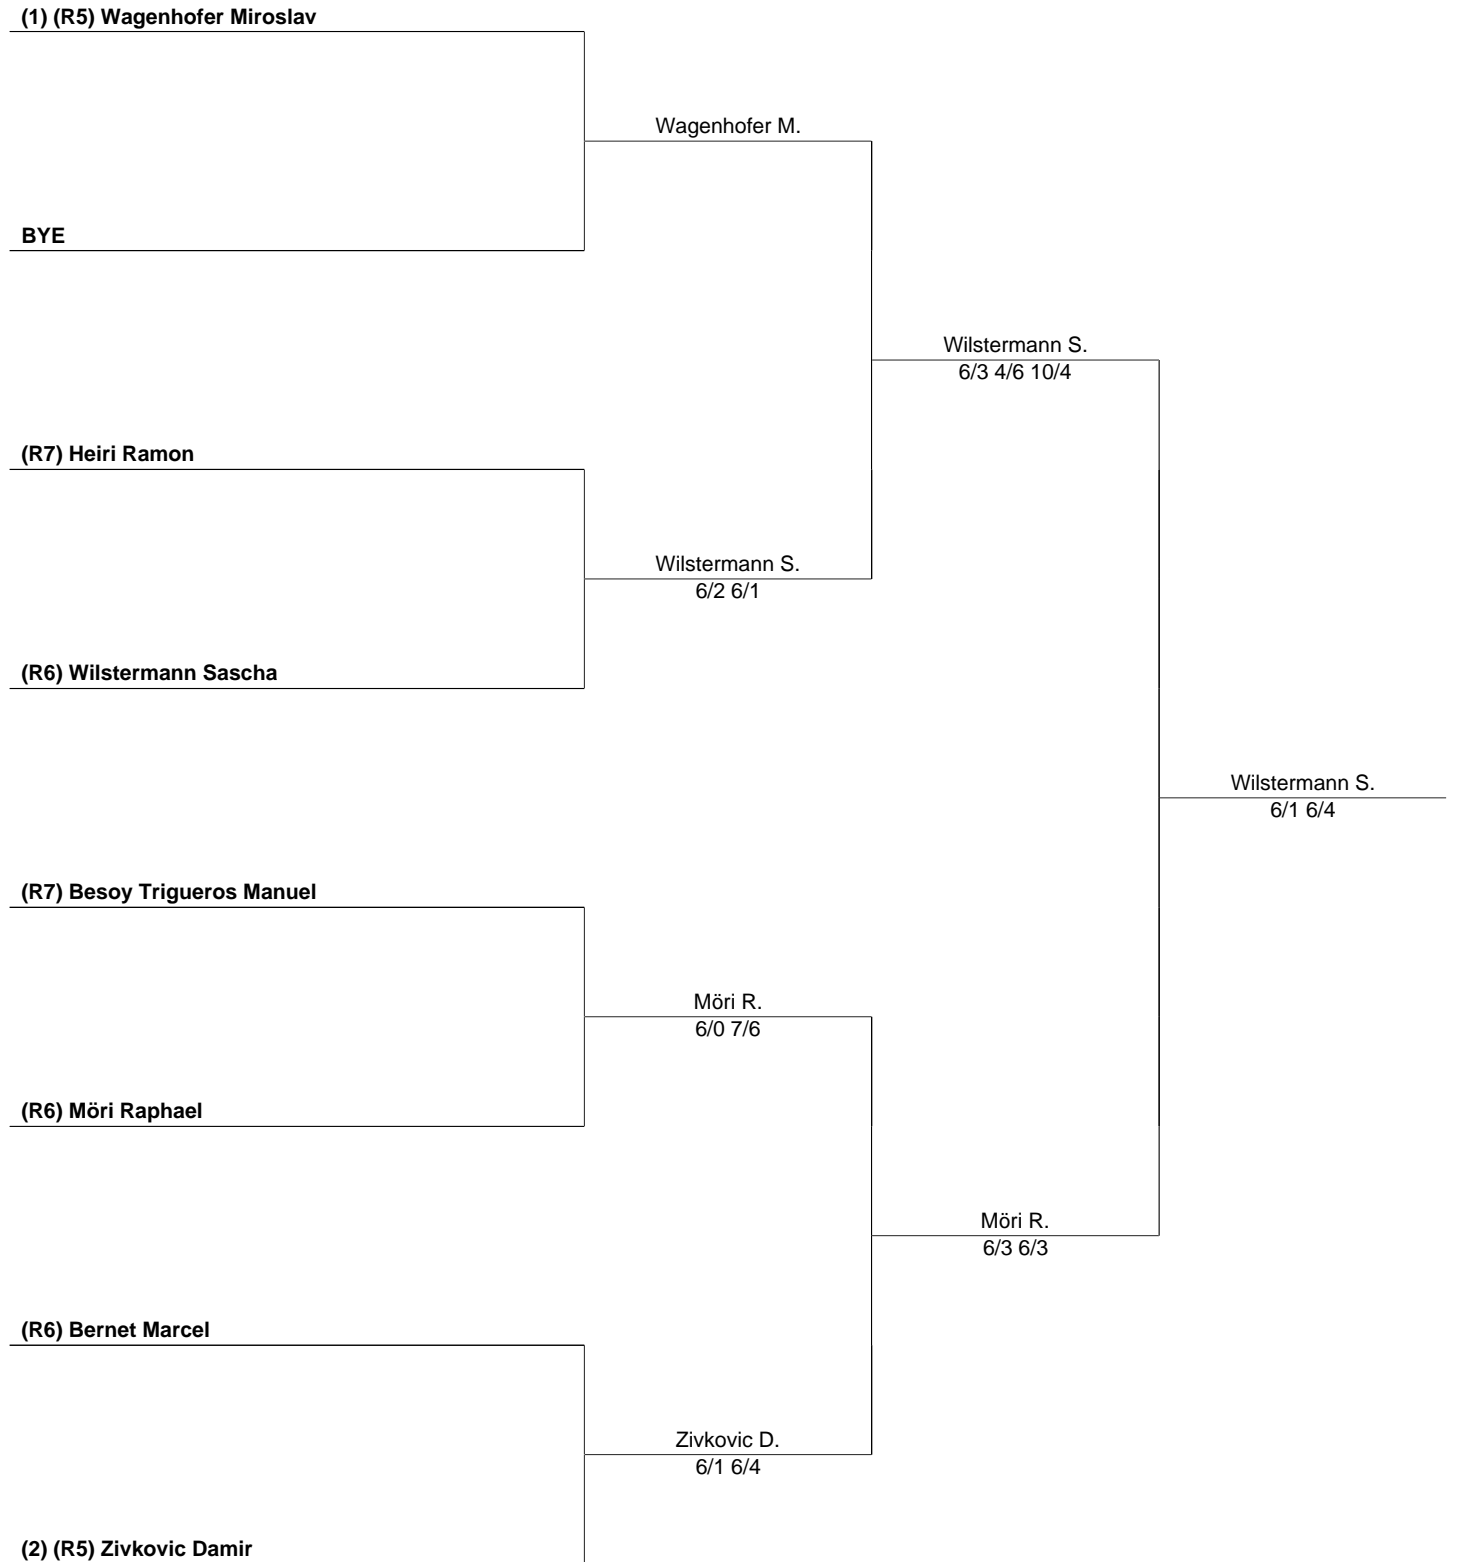 (1) (R5) Wagenhofer Miroslav
Wagenhofer M.
BYE
Wilstermann S.
6/3 4/6 10/4
(R7) Heiri Ramon
Wilstermann S.
6/2 6/1
(R6) Wilstermann Sascha
Wilstermann S.
6/1 6/4
(R7) Besoy Trigueros Manuel
Möri R.
6/0 7/6
(R6) Möri Raphael
Möri R.
6/3 6/3
(R6) Bernet Marcel
Zivkovic D.
6/1 6/4
(2) (R5) Zivkovic Damir